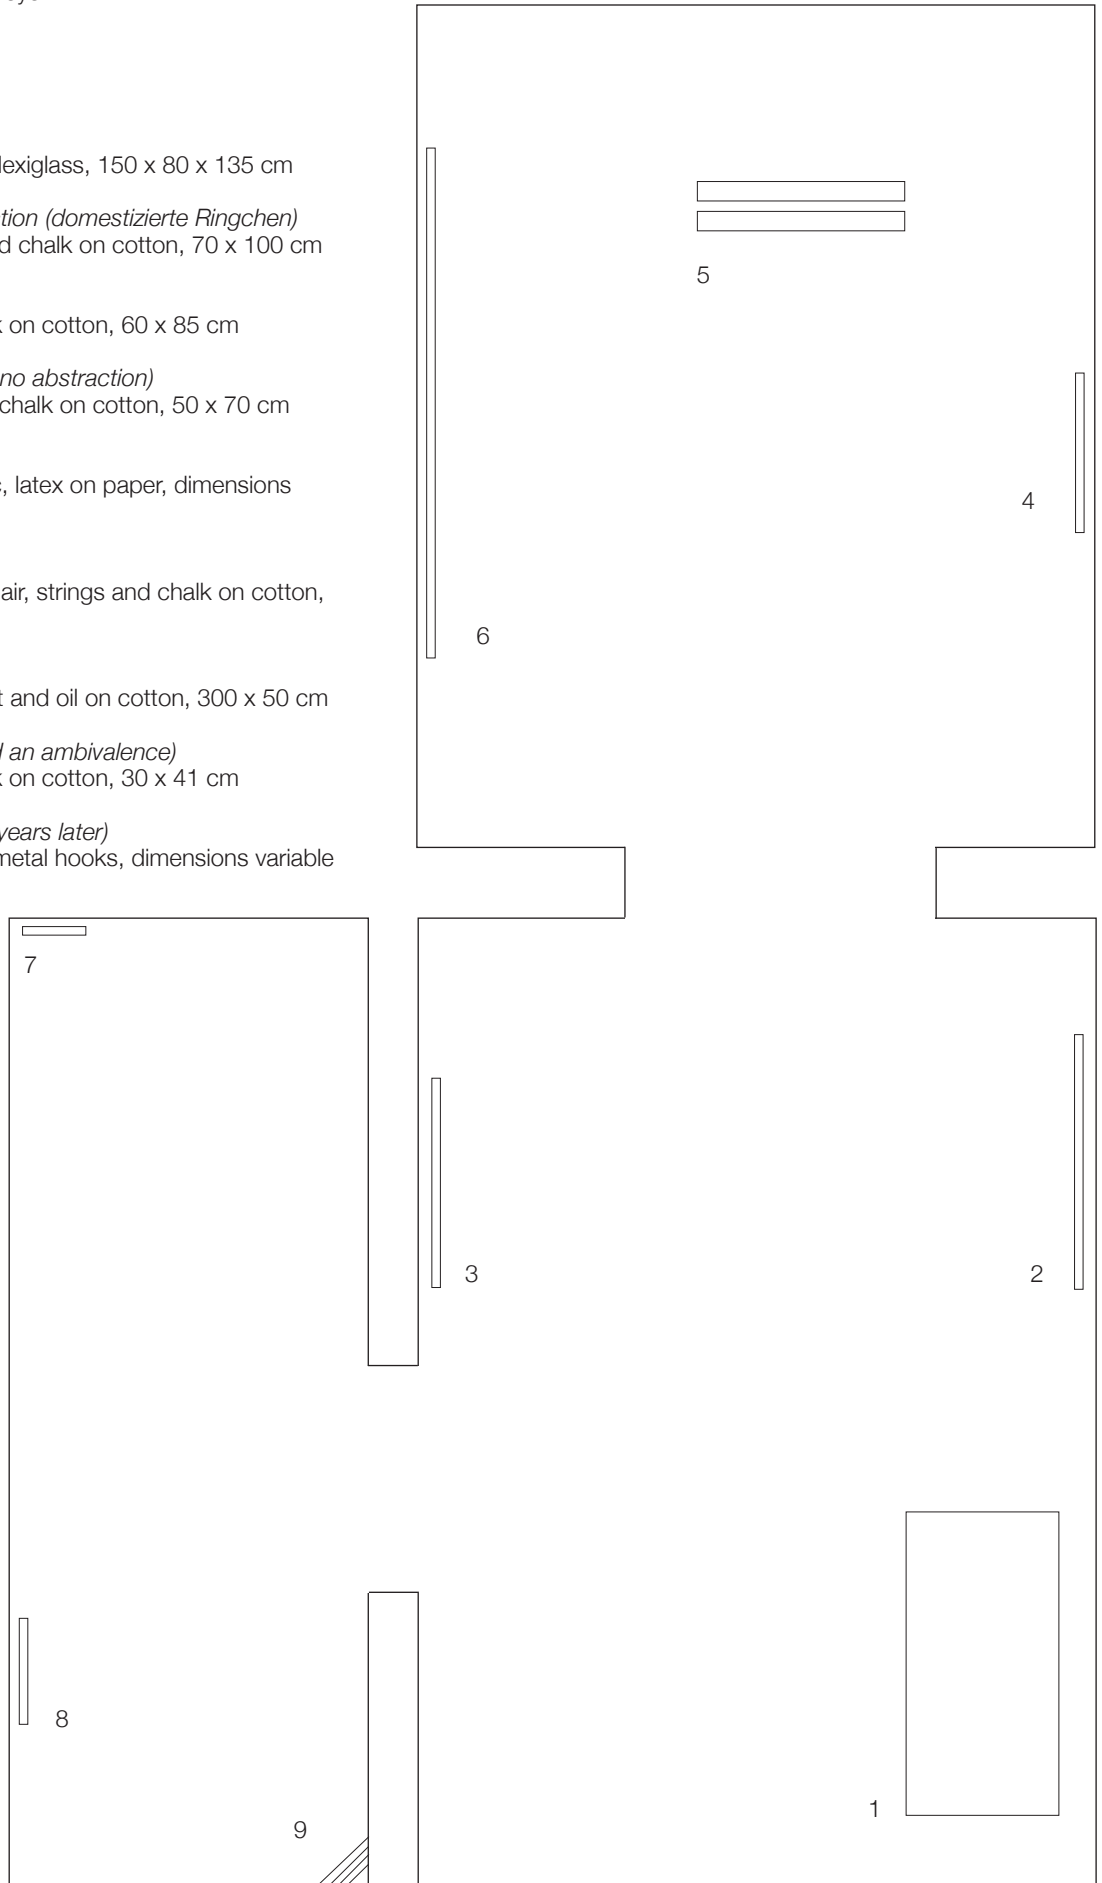 lexiglass, 150 x 80 x 135 cm
tion (domestizierte Ringchen)
d chalk on cotton, 70 x 100 cm
k on cotton, 60 x 85 cm
no abstraction)
chalk on cotton, 50 x 70 cm
, latex on paper, dimensions
air, strings and chalk on cotton,
t and oil on cotton, 300 x 50 cm
d an ambivalence)
k on cotton, 30 x 41 cm
years later)
metal hooks, dimensions variable
5
4
6
7
3
2
8
1
9